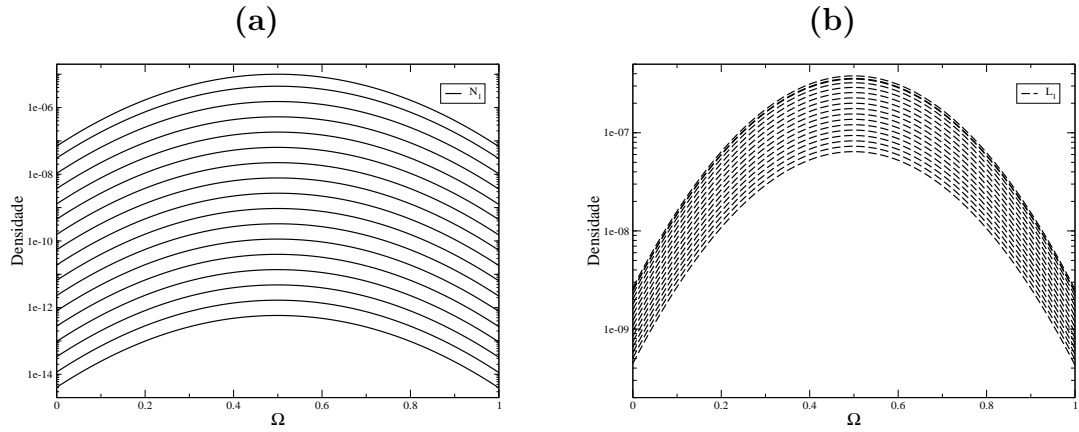 (a)
N₁
Densidade
1e-06
1e-08
1e-10
1e-12
1e-14
0 0.2 0.4 0.6 0.8 1
Ω
(b)
L₁
Densidade
1e-07
1e-08
1e-09
0 0.2 0.4 0.6 0.8 1
Ω